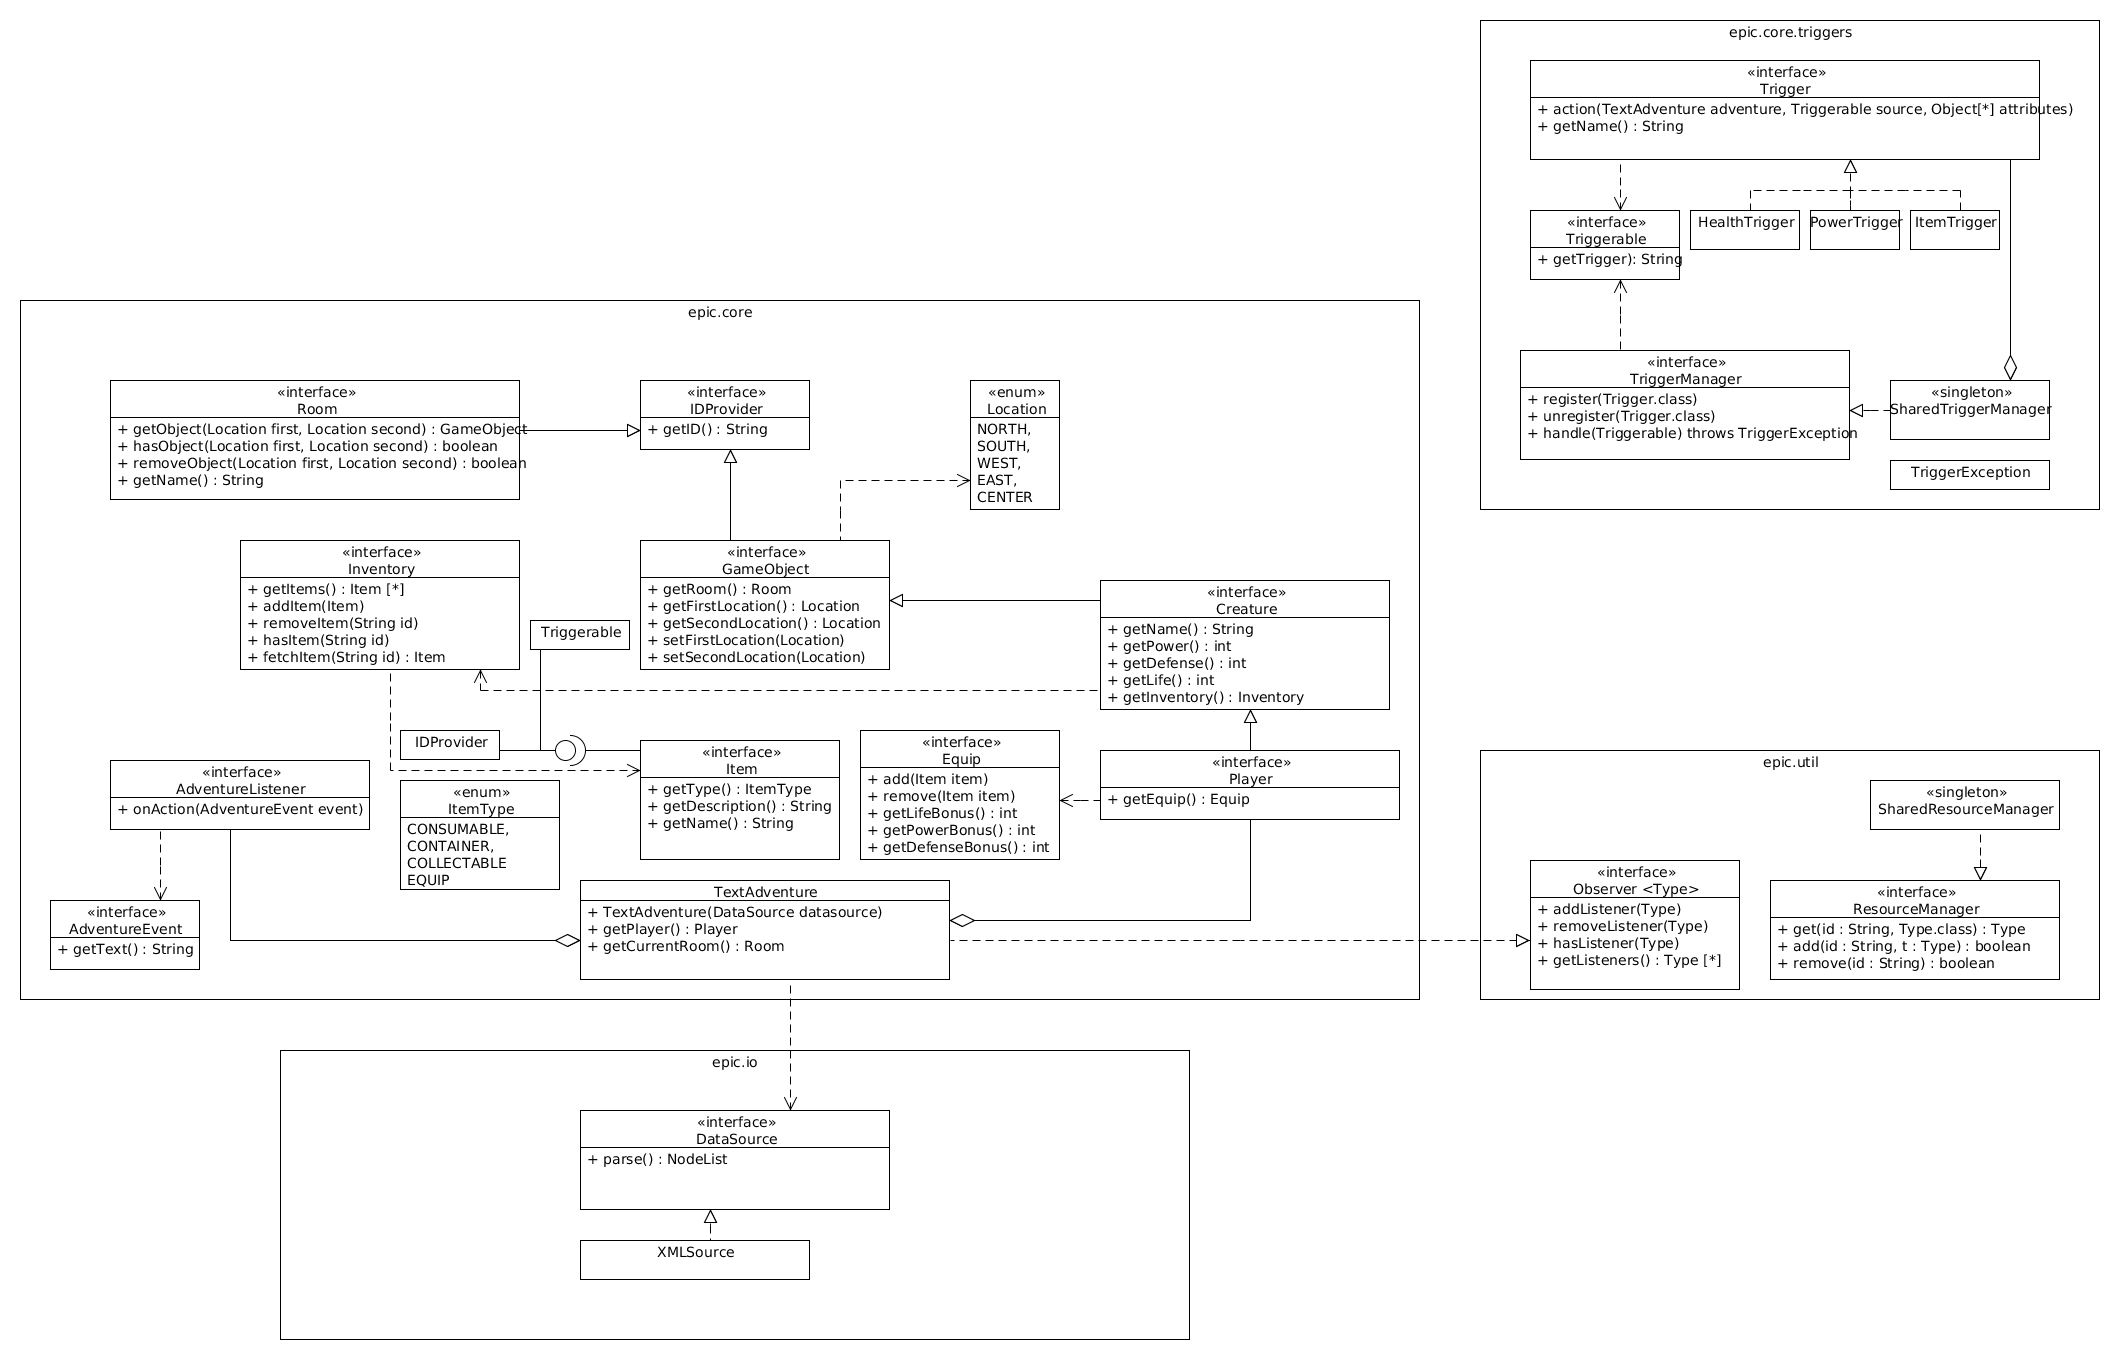 epic.core.triggers
«interface»
Trigger
+ action(TextAdventure adventure, Triggerable source, Object[*] attributes)
+ getName() : String
«interface»
Triggerable
+ getTrigger): String
HealthTrigger
PowerTrigger
ItemTrigger
«interface»
TriggerManager
+ register(Trigger.class)
+ unregister(Trigger.class)
+ handle(Triggerable) throws TriggerException
«singleton»
SharedTriggerManager
TriggerException
epic.core
«interface»
Room
+ getObject(Location first, Location second) : GameObject
+ hasObject(Location first, Location second) : boolean
+ removeObject(Location first, Location second) : boolean
+ getName() : String
«interface»
IDProvider
+ getID() : String
«enum»
Location
NORTH,
SOUTH,
WEST,
EAST,
CENTER
«interface»
Inventory
+ getItems() : Item [*]
+ addItem(Item)
+ removeItem(String id)
+ hasItem(String id)
+ fetchItem(String id) : Item
Triggerable
«interface»
GameObject
+ getRoom() : Room
+ getFirstLocation() : Location
+ getSecondLocation() : Location
+ setFirstLocation(Location)
+ setSecondLocation(Location)
«interface»
Creature
+ getName() : String
+ getPower() : int
+ getDefense() : int
+ getLife() : int
+ getInventory() : Inventory
IDProvider
«interface»
AdventureListener
+ onAction(AdventureEvent event)
«enum»
ItemType
CONSUMABLE,
CONTAINER,
COLLECTABLE
EQUIP
«interface»
Item
+ getType() : ItemType
+ getDescription() : String
+ getName() : String
«interface»
Equip
+ add(Item item)
+ remove(Item item)
+ getLifeBonus() : int
+ getPowerBonus() : int
+ getDefenseBonus() : int
«interface»
Player
+ getEquip() : Equip
«interface»
AdventureEvent
+ getText() : String
TextAdventure
+ TextAdventure(DataSource datasource)
+ getPlayer() : Player
+ getCurrentRoom() : Room
epic.util
«singleton»
SharedResourceManager
«interface»
Observer <Type>
+ addListener(Type)
+ removeListener(Type)
+ hasListener(Type)
+ getListeners() : Type [*]
«interface»
ResourceManager
+ get(id : String, Type.class) : Type
+ add(id : String, t : Type) : boolean
+ remove(id : String) : boolean
epic.io
«interface»
DataSource
+ parse() : NodeList
XMLSource